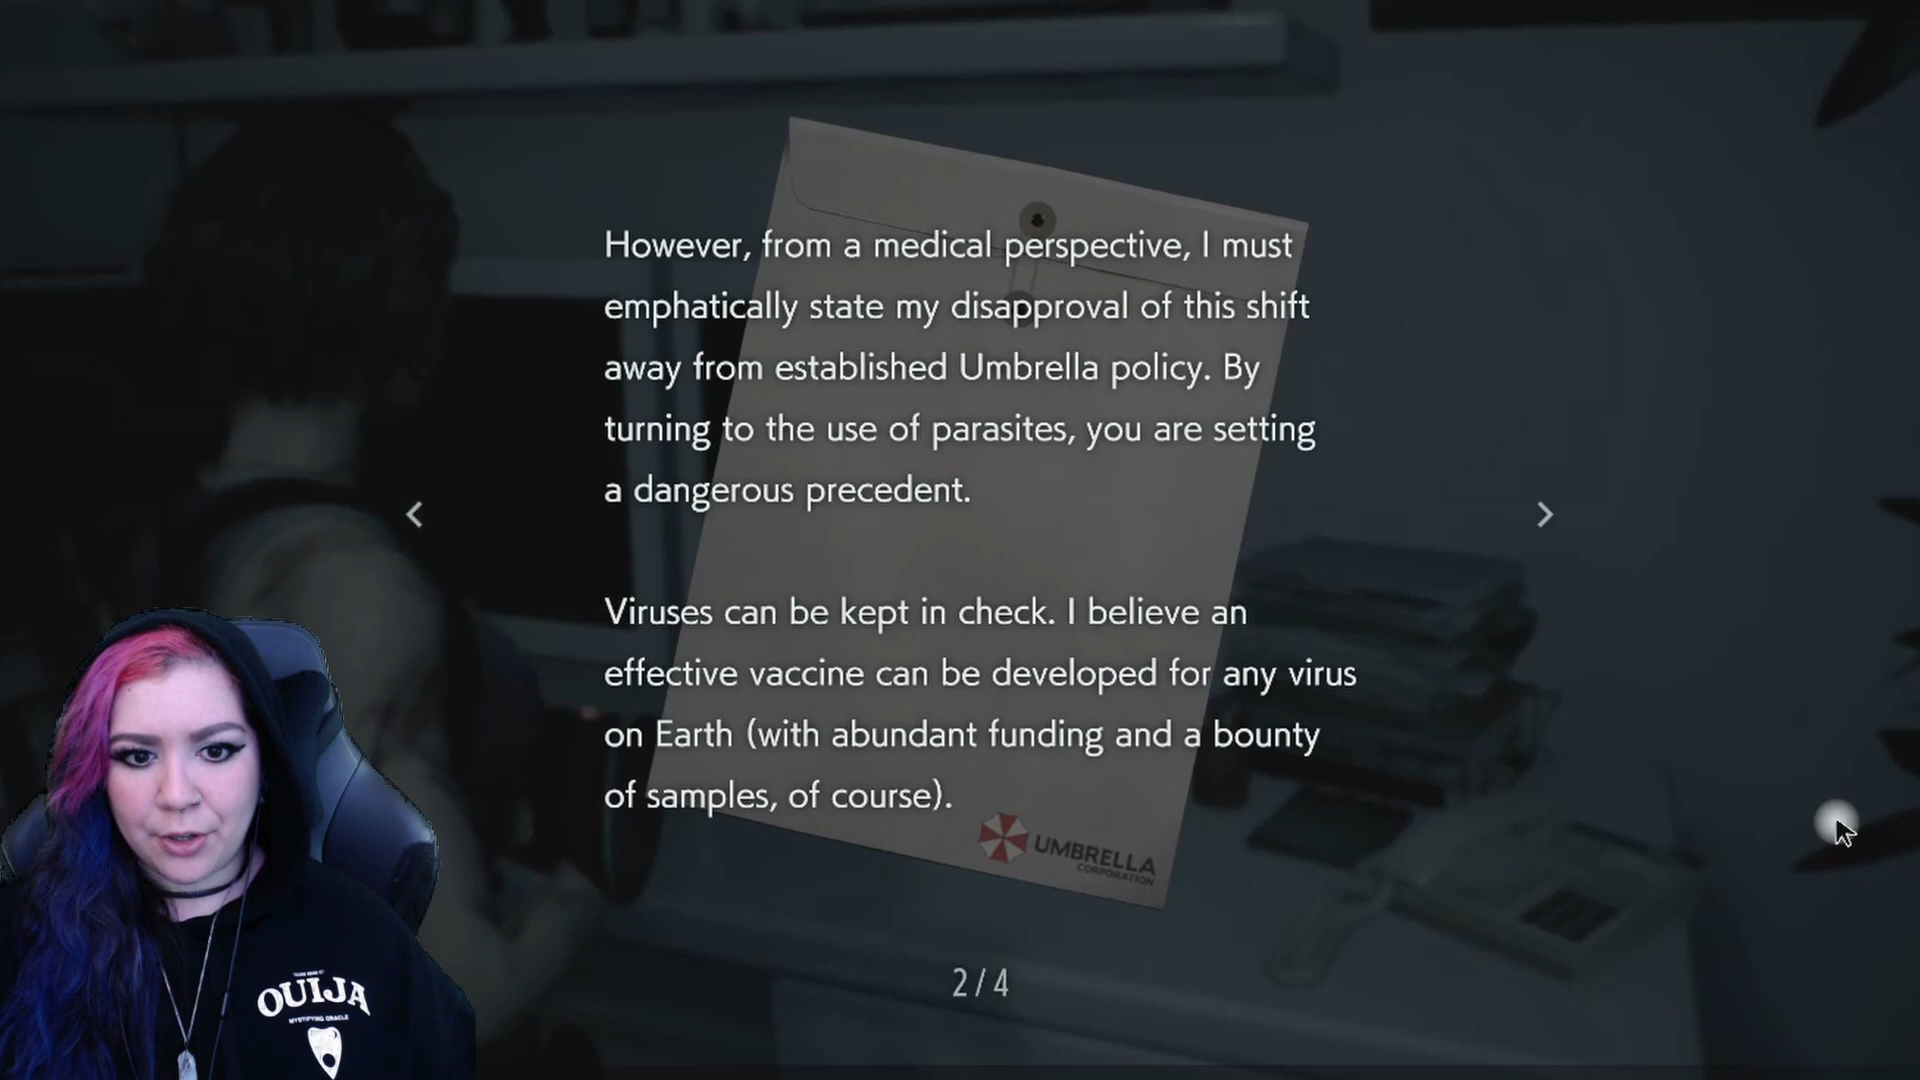 However, from a medical perspective, I must
emphatically state my disapproval of this shift
away from established Umbrella policy. By
turning to the use of parasites, you are setting
a dangerous precedent.
Viruses can be kept in check. I believe an
effective vaccine can be developed for any virus
on Earth (with abundant funding and a bounty
of samples, of course).
UMBRELLA
CORPORATION
2/4
OUIJA
MYSTIFYING ORACLE